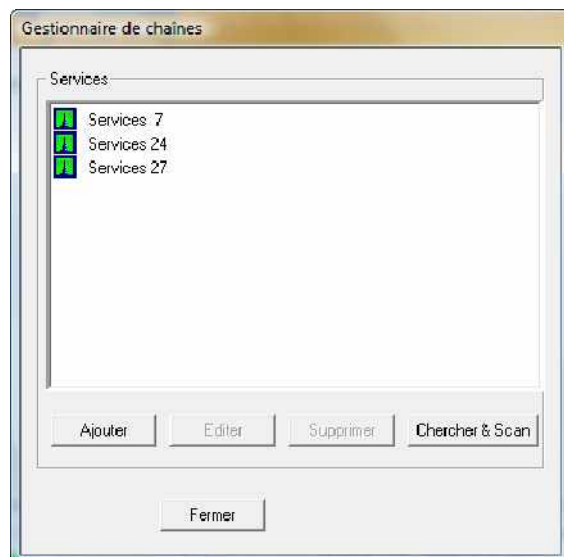 Gestionnaire de chaînes
Services
Services 7
Services 24
Services 27
Ajouter Editer Supprimer Chercher & Scan
Fermer